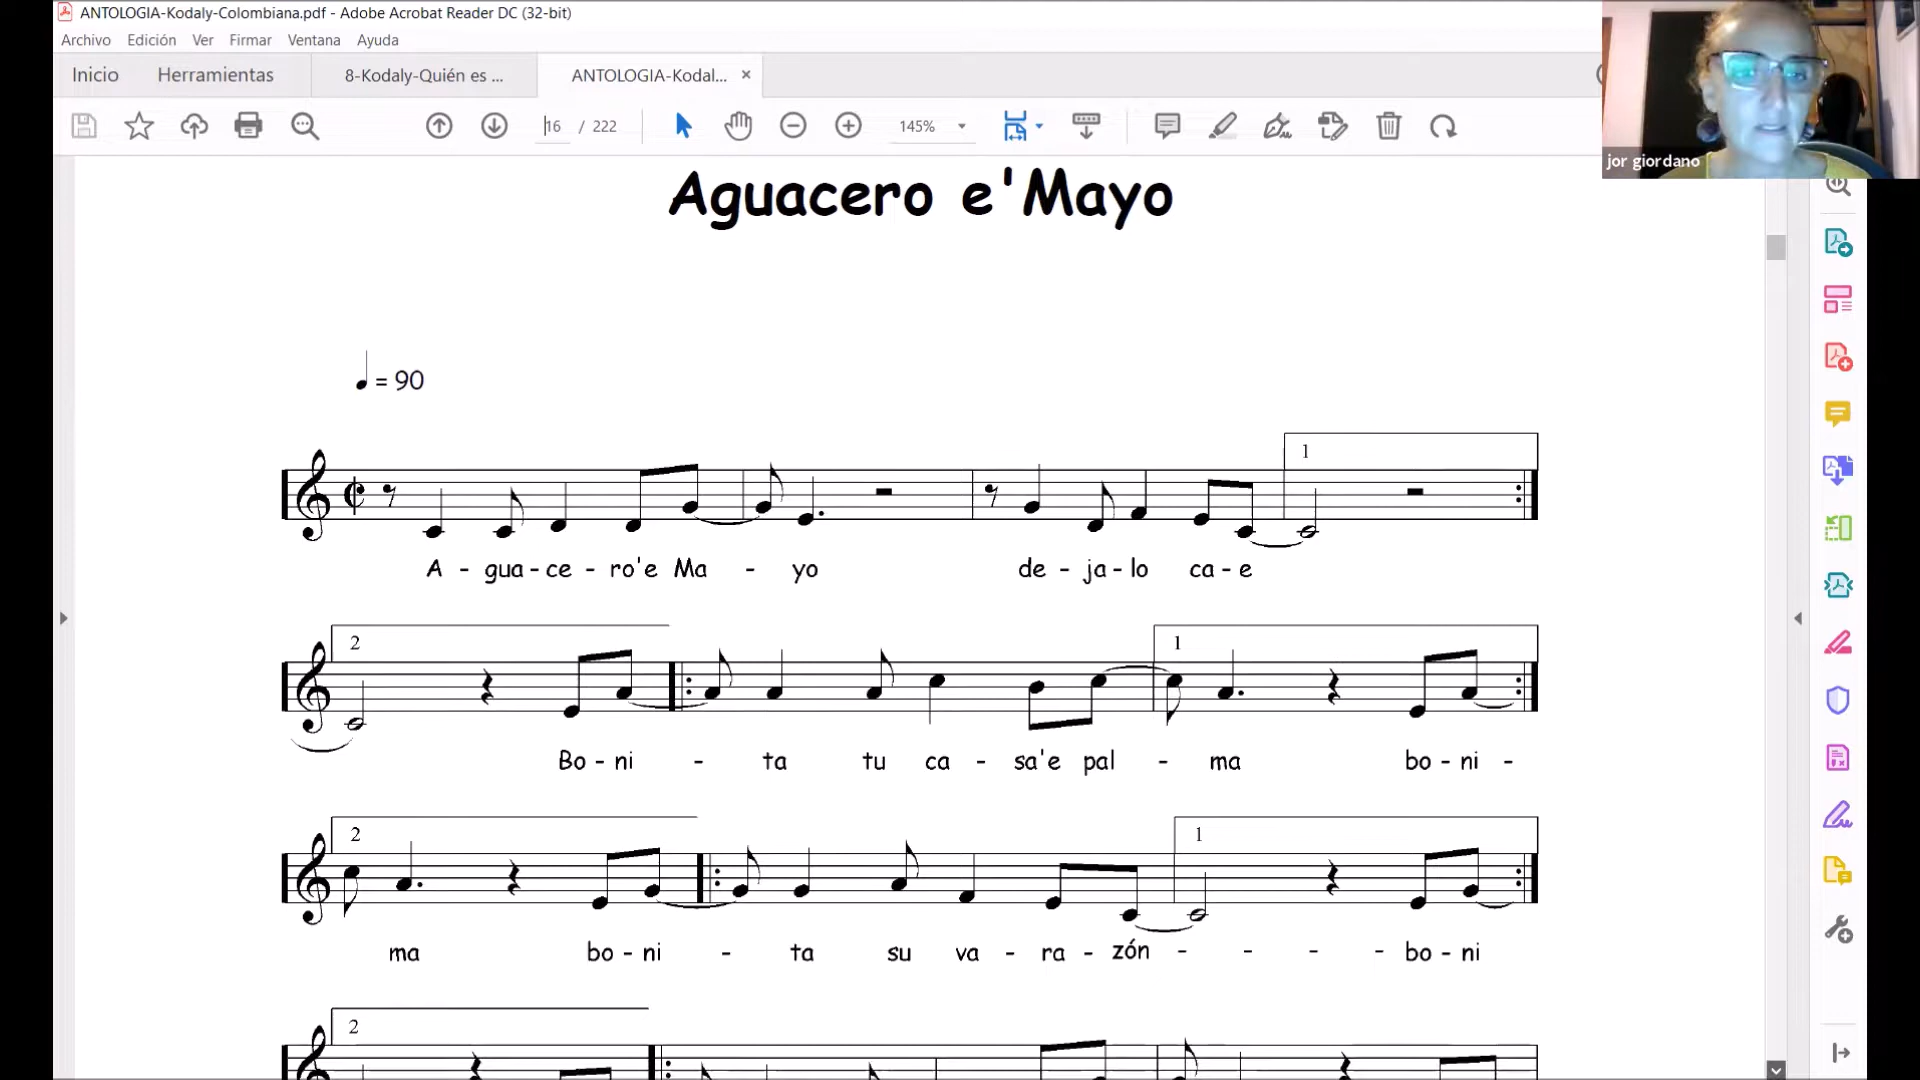 ANTOLOGIA-Kodaly-Colombiana.pdf - Adobe Acrobat Reader DC (32-bit)
Archivo Edición Ver Firmar Ventana Ayuda
Inicio Herramientas 8-Kodaly-Quién es ... ANTOLOGIA-Kodal... ×
16 / 222 145%
jor giordano
Aguacero e'Mayo
= 90
1
A - gua - ce - ro'e Ma - yo de - ja - lo ca - e
2 1
Bo - ni - ta tu ca - sa'e pal - ma bo - ni -
2 1
ma bo - ni - ta su va - ra - zón - - - - bo - ni
2